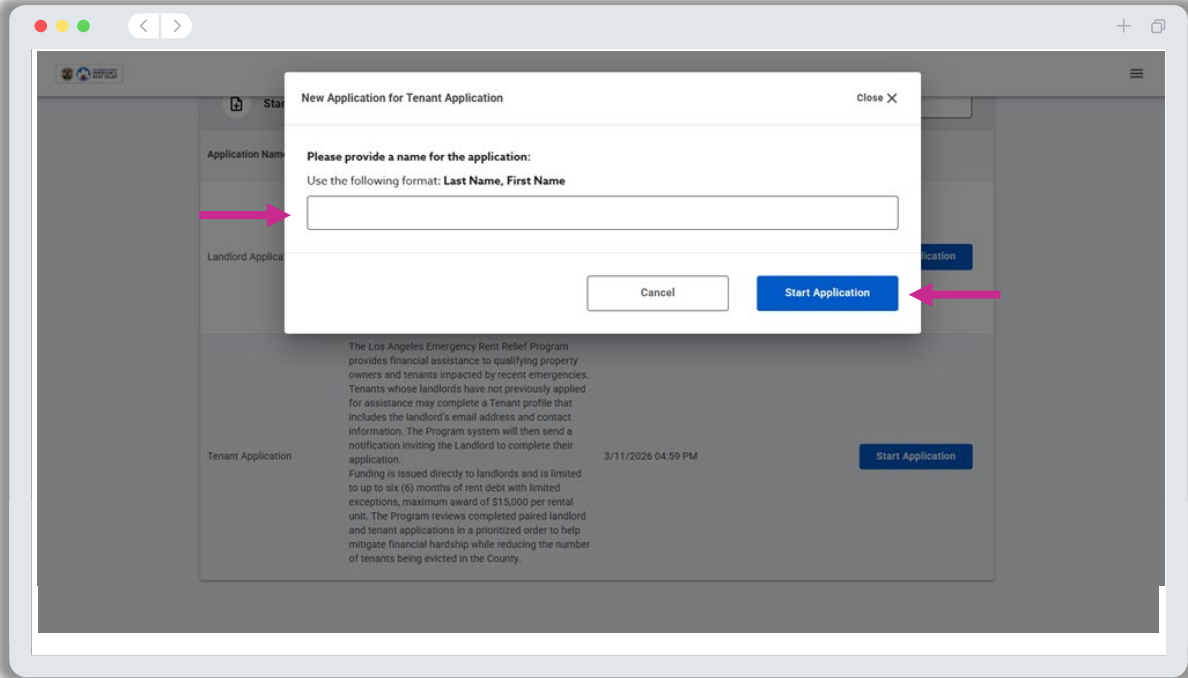 EMERGENCY
RENT RELIEF
New Application for Tenant Application
Close
Star
Application Nam
Please provide a name for the application:
Use the following format: Last Name, First Name
Landlord Applica
lication
Cancel
Start Application
The Los Angeles Emergency Rent Relief Program
provides financial assistance to qualifying property
owners and tenants impacted by recent emergencies.
Tenants whose landlords have not previously applied
for assistance may complete a Tenant profile that
includes the landlord's email address and contact
information. The Program system will then send a
notification inviting the Landlord to complete their
application.
Tenant Application
3/11/2026 04:59 PM
Start Application
Funding is issued directly to landlords and is limited
to up to six (6) months of rent debt with limited
exceptions, maximum award of $15,000 per rental
unit. The Program reviews completed paired landlord
and tenant applications in a prioritized order to help
mitigate financial hardship while reducing the number
of tenants being evicted in the County.